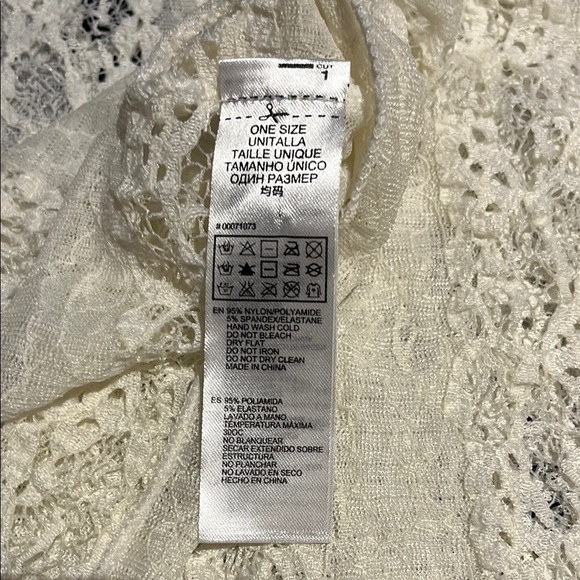 CUT
1
ONE SIZE
UNITALLA
TAILLE UNIQUE
TAMANHO ÚNICO
ОДИН РАЗМЕР
均码
# 00071073
EN 95% NYLON/POLYAMIDE
5% SPANDEX/ELASTANE
HAND WASH COLD
DO NOT BLEACH
DRY FLAT
DO NOT IRON
DO NOT DRY CLEAN
MADE IN CHINA
ES 95% POLIAMIDA
5% ELASTANO
LAVADO A MANO
TEMPERATURA MÁXIMA
30OC
NO BLANQUEAR
SECAR EXTENDIDO SOBRE
ESTRUCTURA
NO PLANCHAR
NO LAVADO EN SECO
HECHO EN CHINA